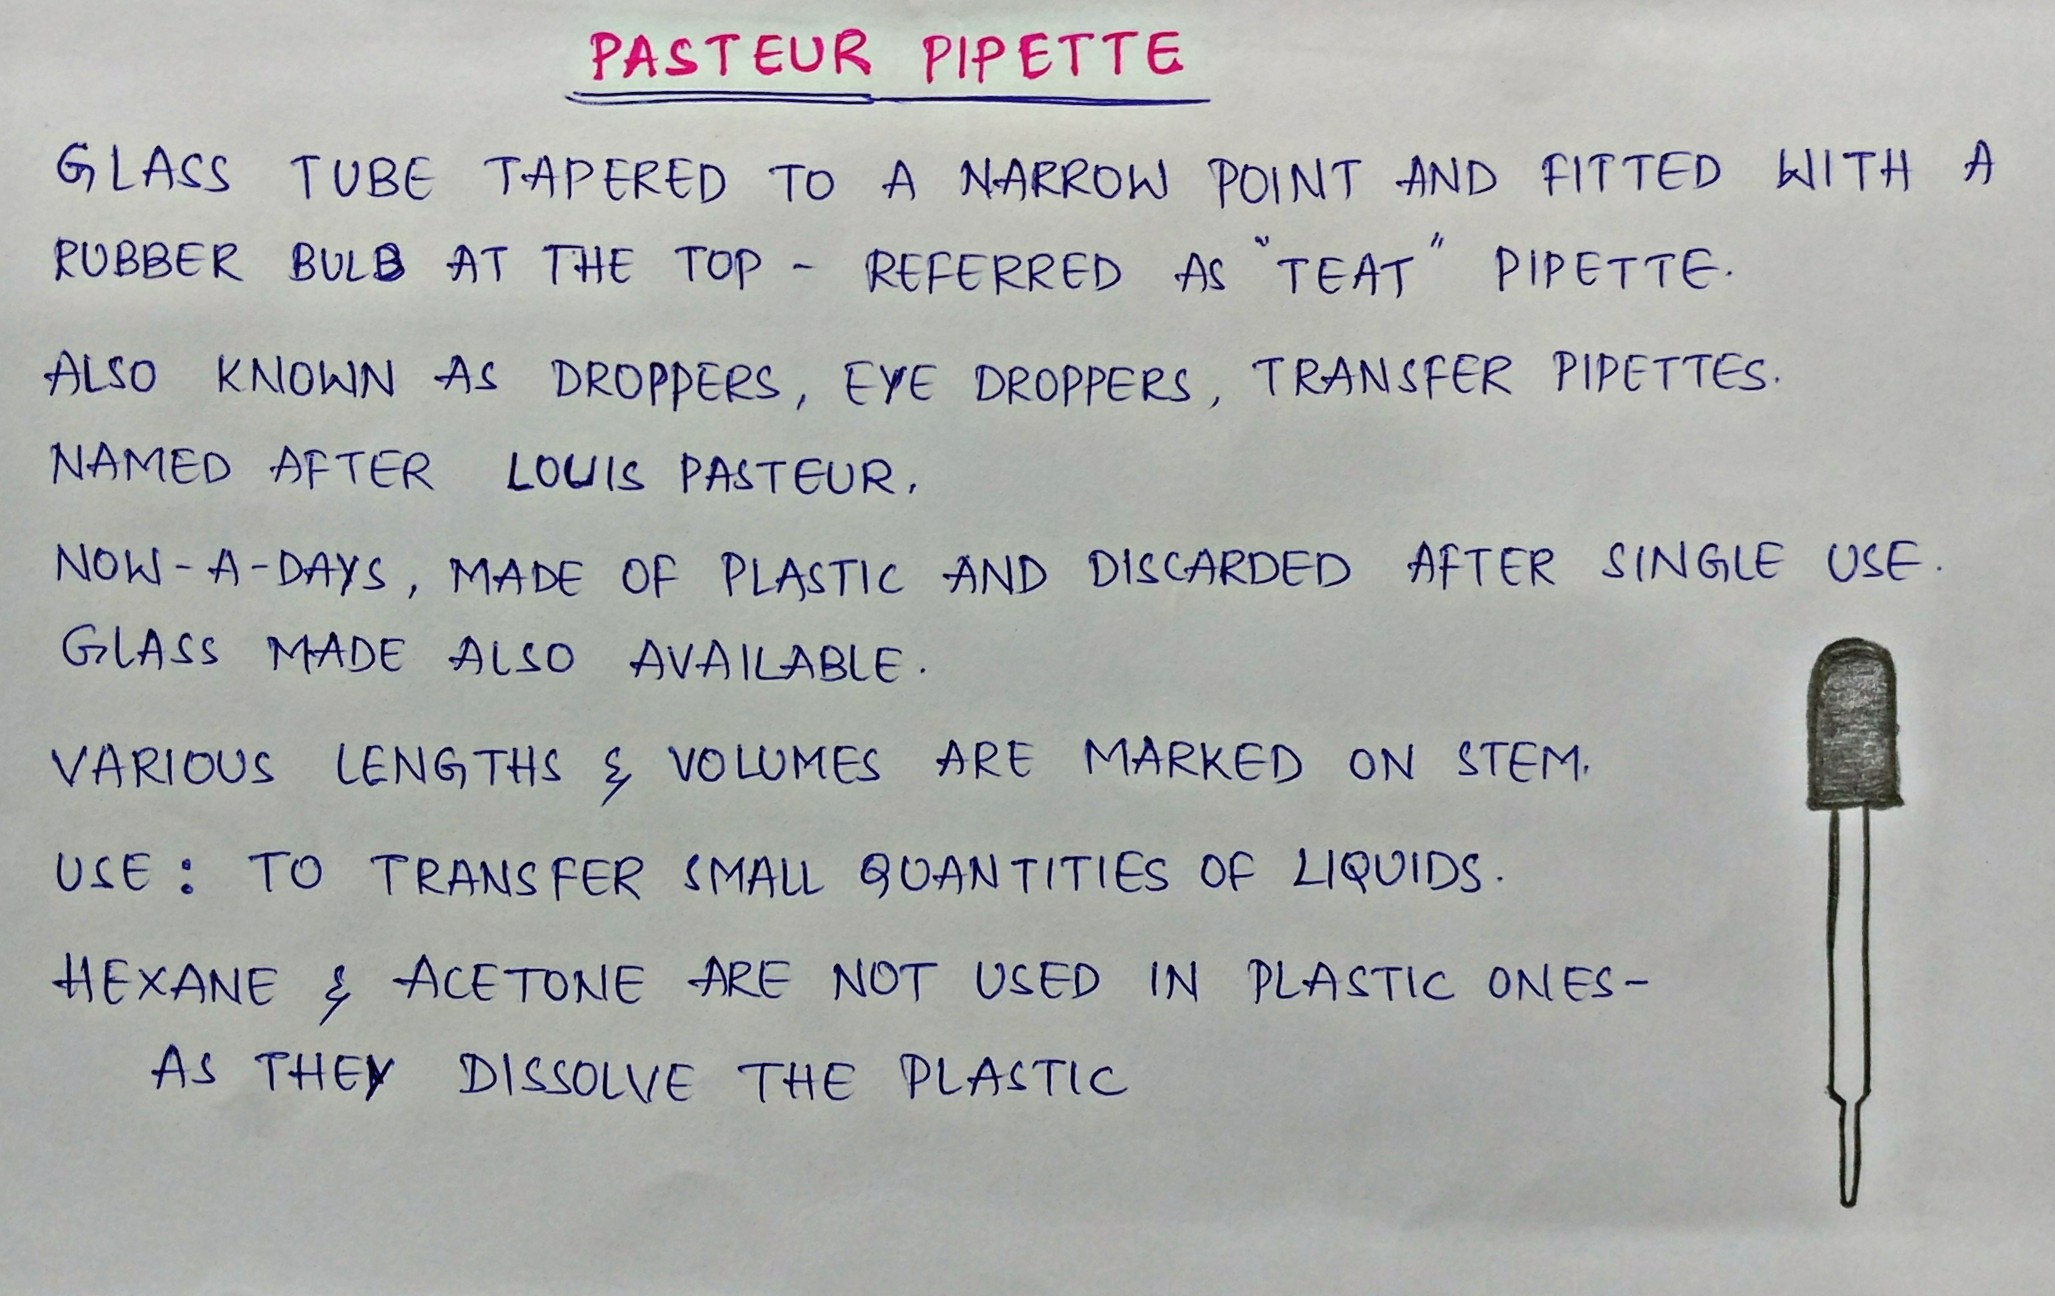 PASTEUR PIPETTE
GLASS TUBE TAPERED TO A NARROW POINT AND FITTED WITH A
RUBBER BULB AT THE TOP - REFERRED AS "TEAT" PIPETTE.
ALSO KNOWN AS DROPPERS, EYE DROPPERS, TRANSFER PIPETTES.
NAMED AFTER LOUIS PASTEUR.
NOW-A-DAYS, MADE OF PLASTIC AND DISCARDED AFTER SINGLE USE.
GLASS MADE ALSO AVAILABLE.
VARIOUS LENGTHS & VOLUMES ARE MARKED ON STEM.
USE: TO TRANSFER SMALL QUANTITIES OF LIQUIDS.
HEXANE & ACETONE ARE NOT USED IN PLASTIC ONES-
AS THEY DISSOLVE THE PLASTIC